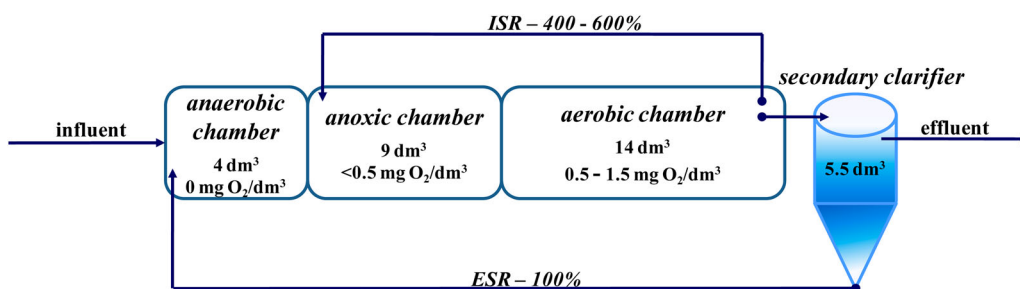 ISR – 400 - 600%
secondary clarifier
influent
anaerobic
chamber
4 dm³
0 mg O₂/dm³
anoxic chamber
9 dm³
<0.5 mg O₂/dm³
aerobic chamber
14 dm³
0.5 – 1.5 mg O₂/dm³
5.5 dm³
effluent
ESR – 100%